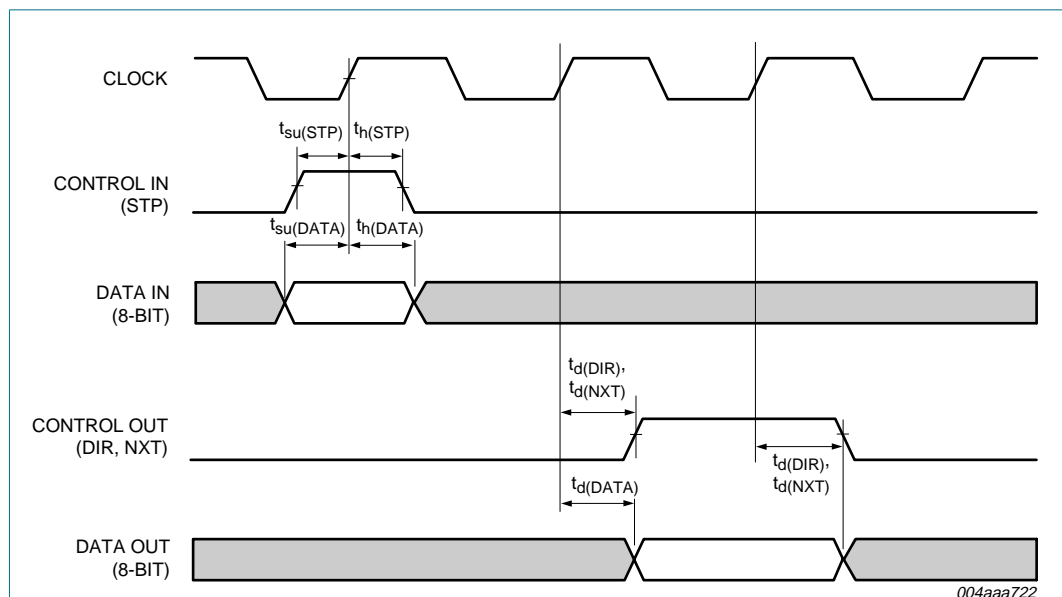 CLOCK
tsu(STP) th(STP)
CONTROL IN
(STP)
tsu(DATA) th(DATA)
DATA IN
(8-BIT)
td(DIR),
td(NXT)
CONTROL OUT
(DIR, NXT)
td(DIR),
td(NXT)
td(DATA)
DATA OUT
(8-BIT)
004aaa722